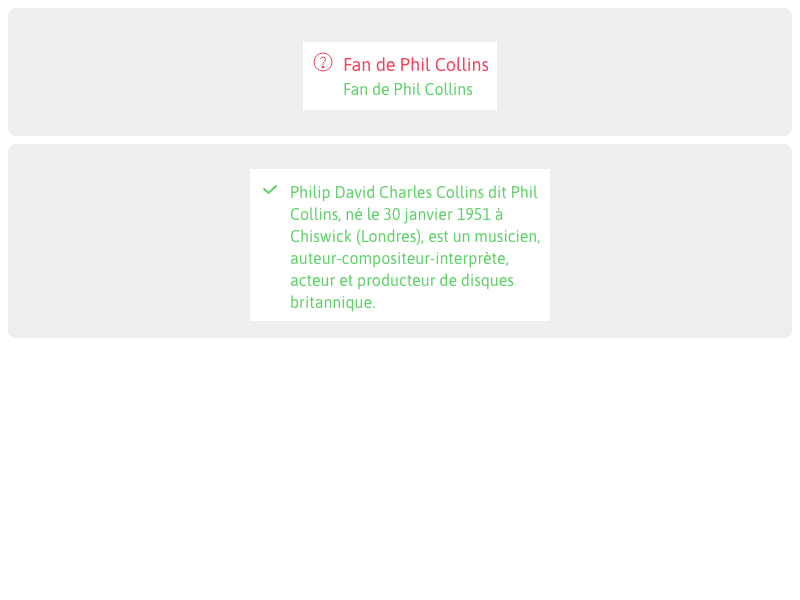 Fan de Phil Collins
Fan de Phil Collins
Philip David Charles Collins dit Phil
Collins, né le 30 janvier 1951 à
Chiswick (Londres), est un musicien,
auteur-compositeur-interprète,
acteur et producteur de disques
britannique.